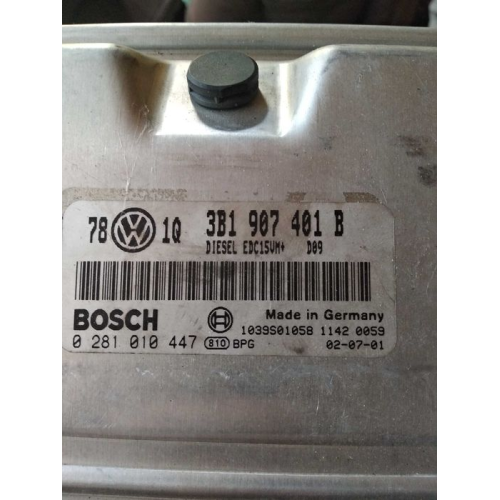 78 VW 1Q 3B1 907 401 B
DIESEL EDC15VM+ D09
BOSCH Made in Germany
1039S01058 1142 0059
0 281 010 447 810 BPG 02-07-01